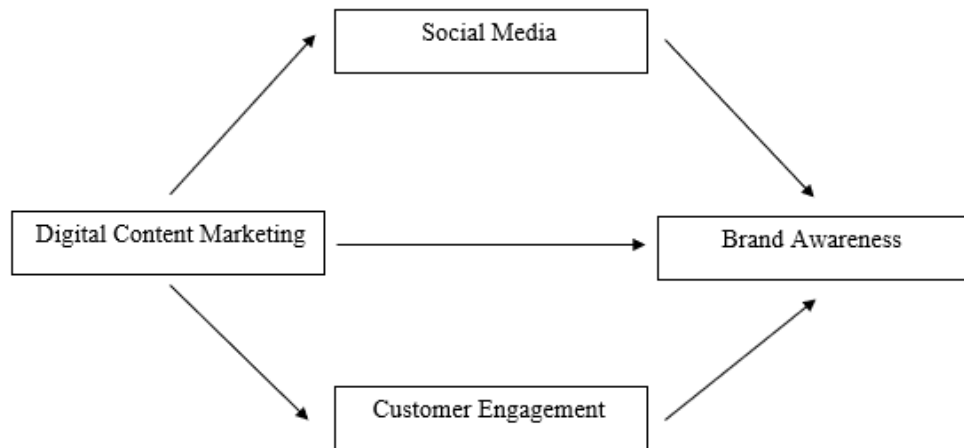 Social Media
Digital Content Marketing
Brand Awareness
Customer Engagement